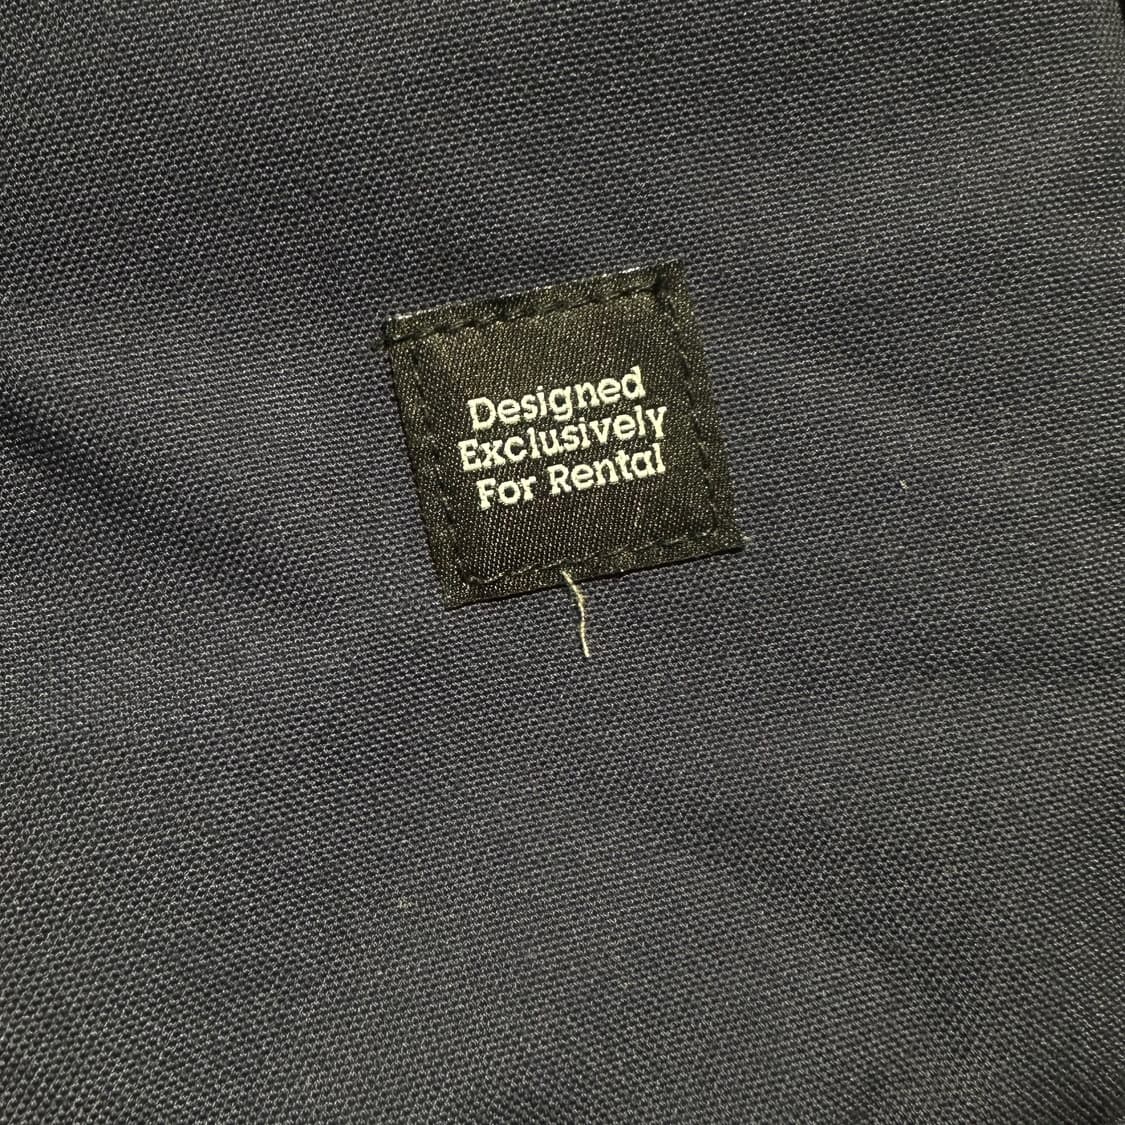 Designed
Exclusively
For Rental